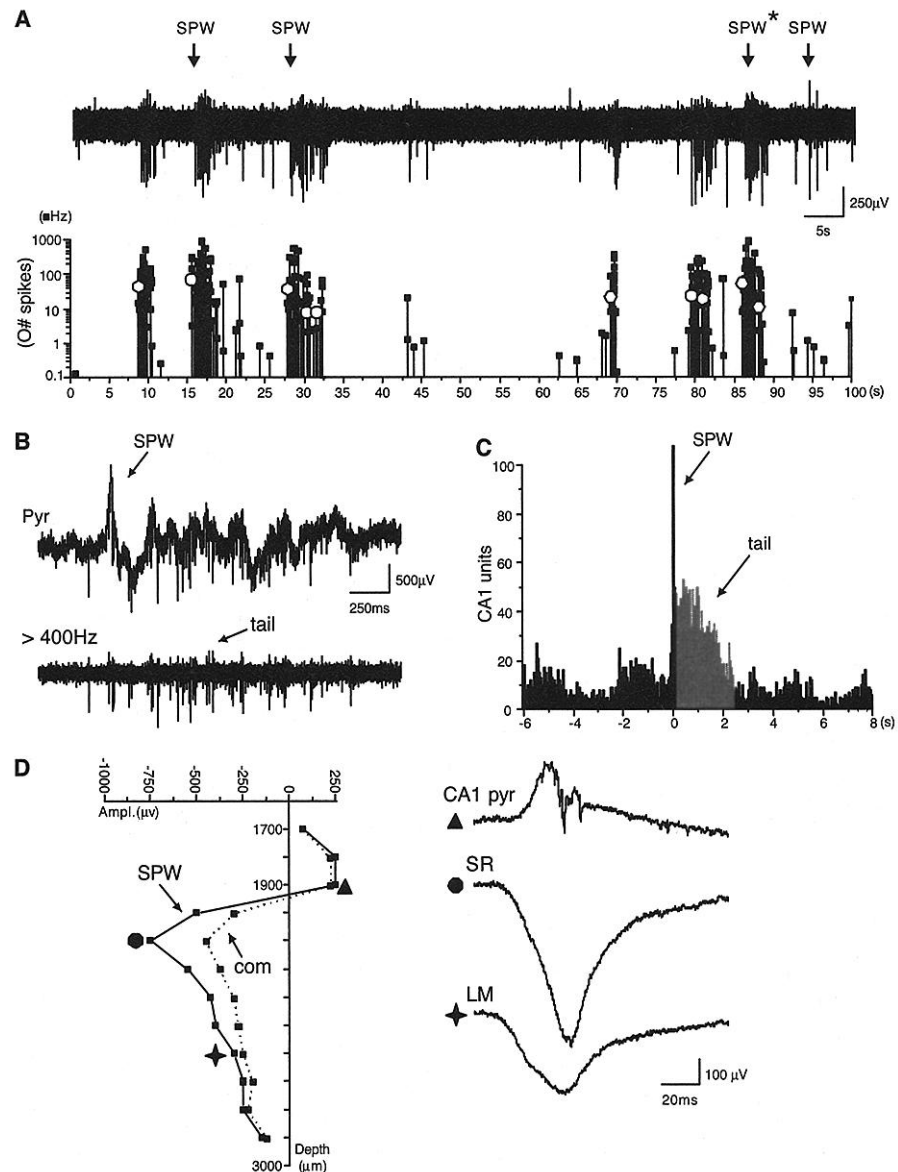 A
SPW SPW SPW* SPW
250µV
5s
(■Hz)
(O# spikes)
1000
100
10
1
0.1
0 5 10 15 20 25 30 35 40 45 50 55 60 65 70 75 80 85 90 95 100 (s)
B
SPW
Pyr
500µV
250ms
> 400Hz
tail
C
SPW
tail
CA1 units
100
80
60
40
20
0
-6 -4 -2 0 2 4 6 8 (s)
D
-1000 -750 -500 -250 0 250
Ampl.(µv)
1700
1900
SPW
com
3000
Depth
(µm)
CA1 pyr
SR
LM
100 µV
20ms